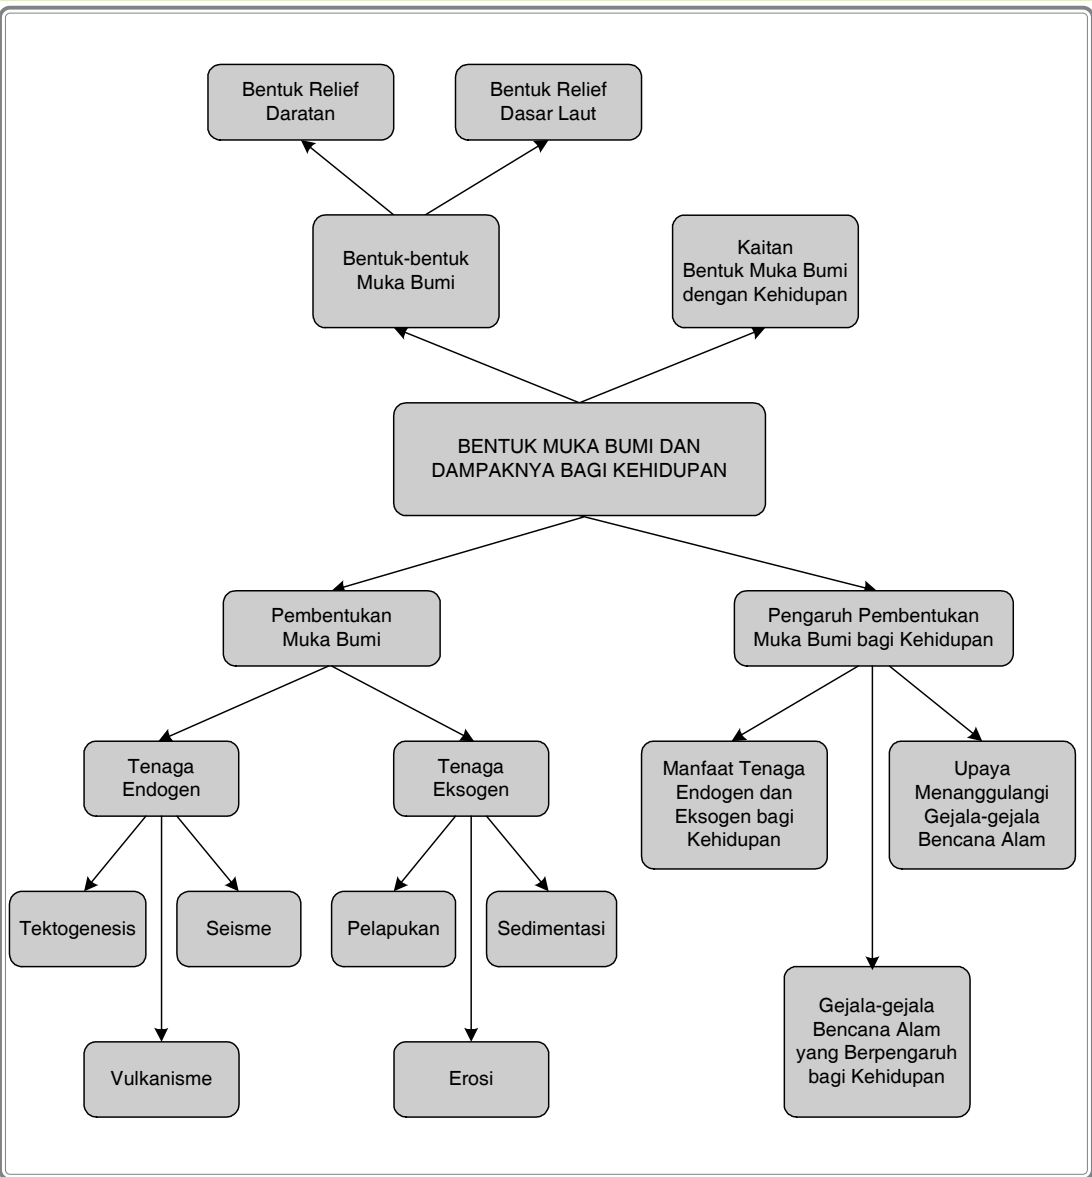 Bentuk Relief
Daratan
Bentuk Relief
Dasar Laut
Bentuk-bentuk
Muka Bumi
Kaitan
Bentuk Muka Bumi
dengan Kehidupan
BENTUK MUKA BUMI DAN
DAMPAKNYA BAGI KEHIDUPAN
Pembentukan
Muka Bumi
Pengaruh Pembentukan
Muka Bumi bagi Kehidupan
Tenaga
Endogen
Tenaga
Eksogen
Manfaat Tenaga
Endogen dan
Eksogen bagi
Kehidupan
Upaya
Menanggulangi
Gejala-gejala
Bencana Alam
Tektogenesis
Seisme
Pelapukan
Sedimentasi
Gejala-gejala
Bencana Alam
yang Berpengaruh
bagi Kehidupan
Vulkanisme
Erosi